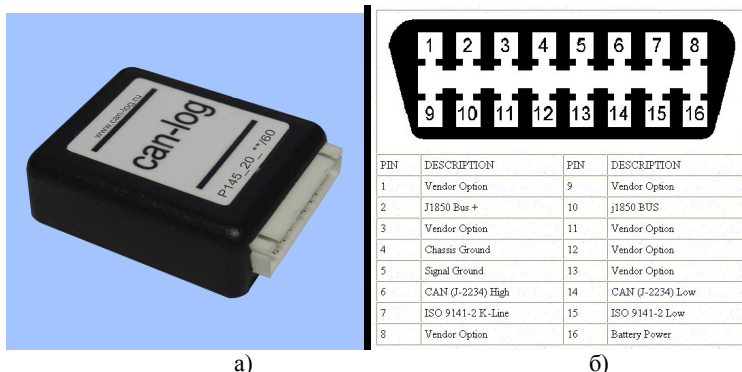 www.can-log.ru
can-log
P145_20_**/60
1 2 3 4 5 6 7 8
9 10 11 12 13 14 15 16
PIN DESCRIPTION PIN DESCRIPTION
1 Vendor Option 9 Vendor Option
2 J1850 Bus + 10 j1850 BUS
3 Vendor Option 11 Vendor Option
4 Chassis Ground 12 Vendor Option
5 Signal Ground 13 Vendor Option
6 CAN (J-2234) High 14 CAN (J-2234) Low
7 ISO 9141-2 K-Line 15 ISO 9141-2 Low
8 Vendor Option 16 Battery Power
а) б)